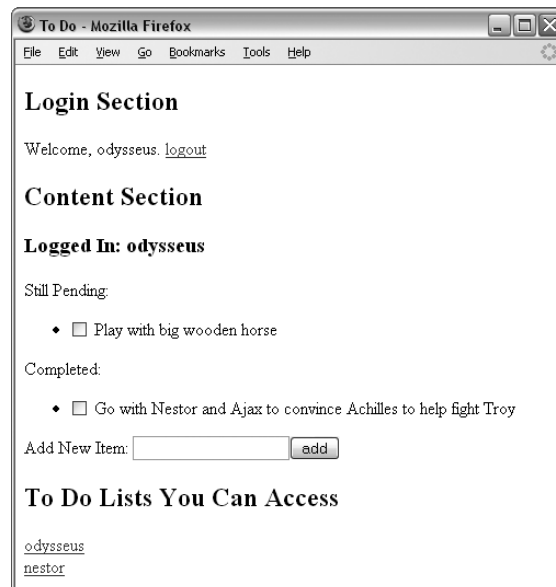 To Do - Mozilla Firefox
File Edit View Go Bookmarks Tools Help
Login Section
Welcome, odysseus. logout
Content Section
Logged In: odysseus
Still Pending:
Play with big wooden horse
Completed:
Go with Nestor and Ajax to convince Achilles to help fight Troy
Add New Item: add
To Do Lists You Can Access
odysseus
nestor